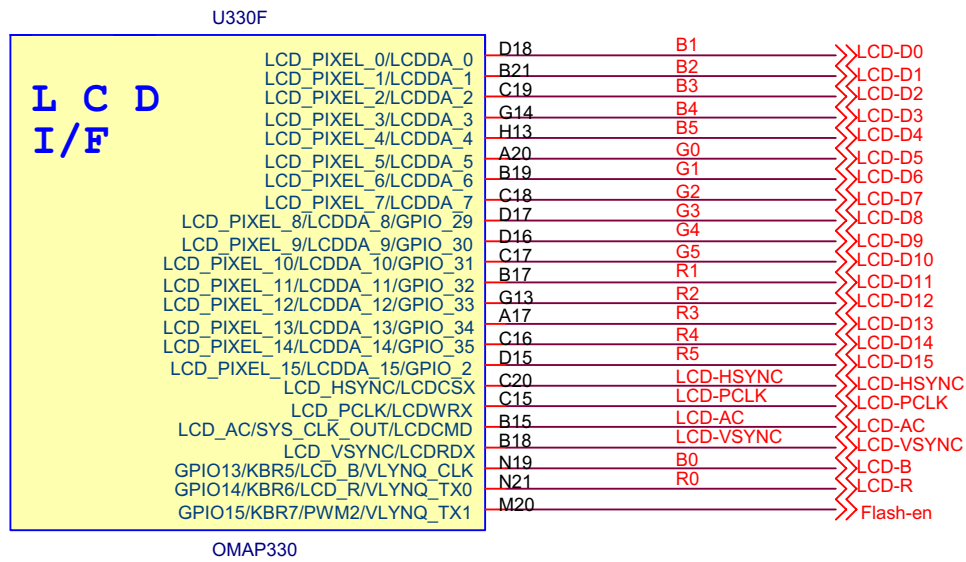 U330F
L C D
I/F
LCD_PIXEL_0/LCDDA_0 D18 B1 LCD-D0
LCD_PIXEL_1/LCDDA_1 B21 B2 LCD-D1
LCD_PIXEL_2/LCDDA_2 C19 B3 LCD-D2
LCD_PIXEL_3/LCDDA_3 G14 B4 LCD-D3
LCD_PIXEL_4/LCDDA_4 H13 B5 LCD-D4
LCD_PIXEL_5/LCDDA_5 A20 G0 LCD-D5
LCD_PIXEL_6/LCDDA_6 B19 G1 LCD-D6
LCD_PIXEL_7/LCDDA_7 C18 G2 LCD-D7
LCD_PIXEL_8/LCDDA_8/GPIO_29 D17 G3 LCD-D8
LCD_PIXEL_9/LCDDA_9/GPIO_30 D16 G4 LCD-D9
LCD_PIXEL_10/LCDDA_10/GPIO_31 C17 G5 LCD-D10
LCD_PIXEL_11/LCDDA_11/GPIO_32 B17 R1 LCD-D11
LCD_PIXEL_12/LCDDA_12/GPIO_33 G13 R2 LCD-D12
LCD_PIXEL_13/LCDDA_13/GPIO_34 A17 R3 LCD-D13
LCD_PIXEL_14/LCDDA_14/GPIO_35 C16 R4 LCD-D14
LCD_PIXEL_15/LCDDA_15/GPIO_2 D15 R5 LCD-D15
LCD_HSYNC/LCDCSX C20 LCD-HSYNC LCD-HSYNC
LCD_PCLK/LCDWRX C15 LCD-PCLK LCD-PCLK
LCD_AC/SYS_CLK_OUT/LCDCMD B15 LCD-AC LCD-AC
LCD_VSYNC/LCDRDX B18 LCD-VSYNC LCD-VSYNC
GPIO13/KBR5/LCD_B/VLYNQ_CLK N19 B0 LCD-B
GPIO14/KBR6/LCD_R/VLYNQ_TX0 N21 R0 LCD-R
GPIO15/KBR7/PWM2/VLYNQ_TX1 M20 Flash-en
OMAP330